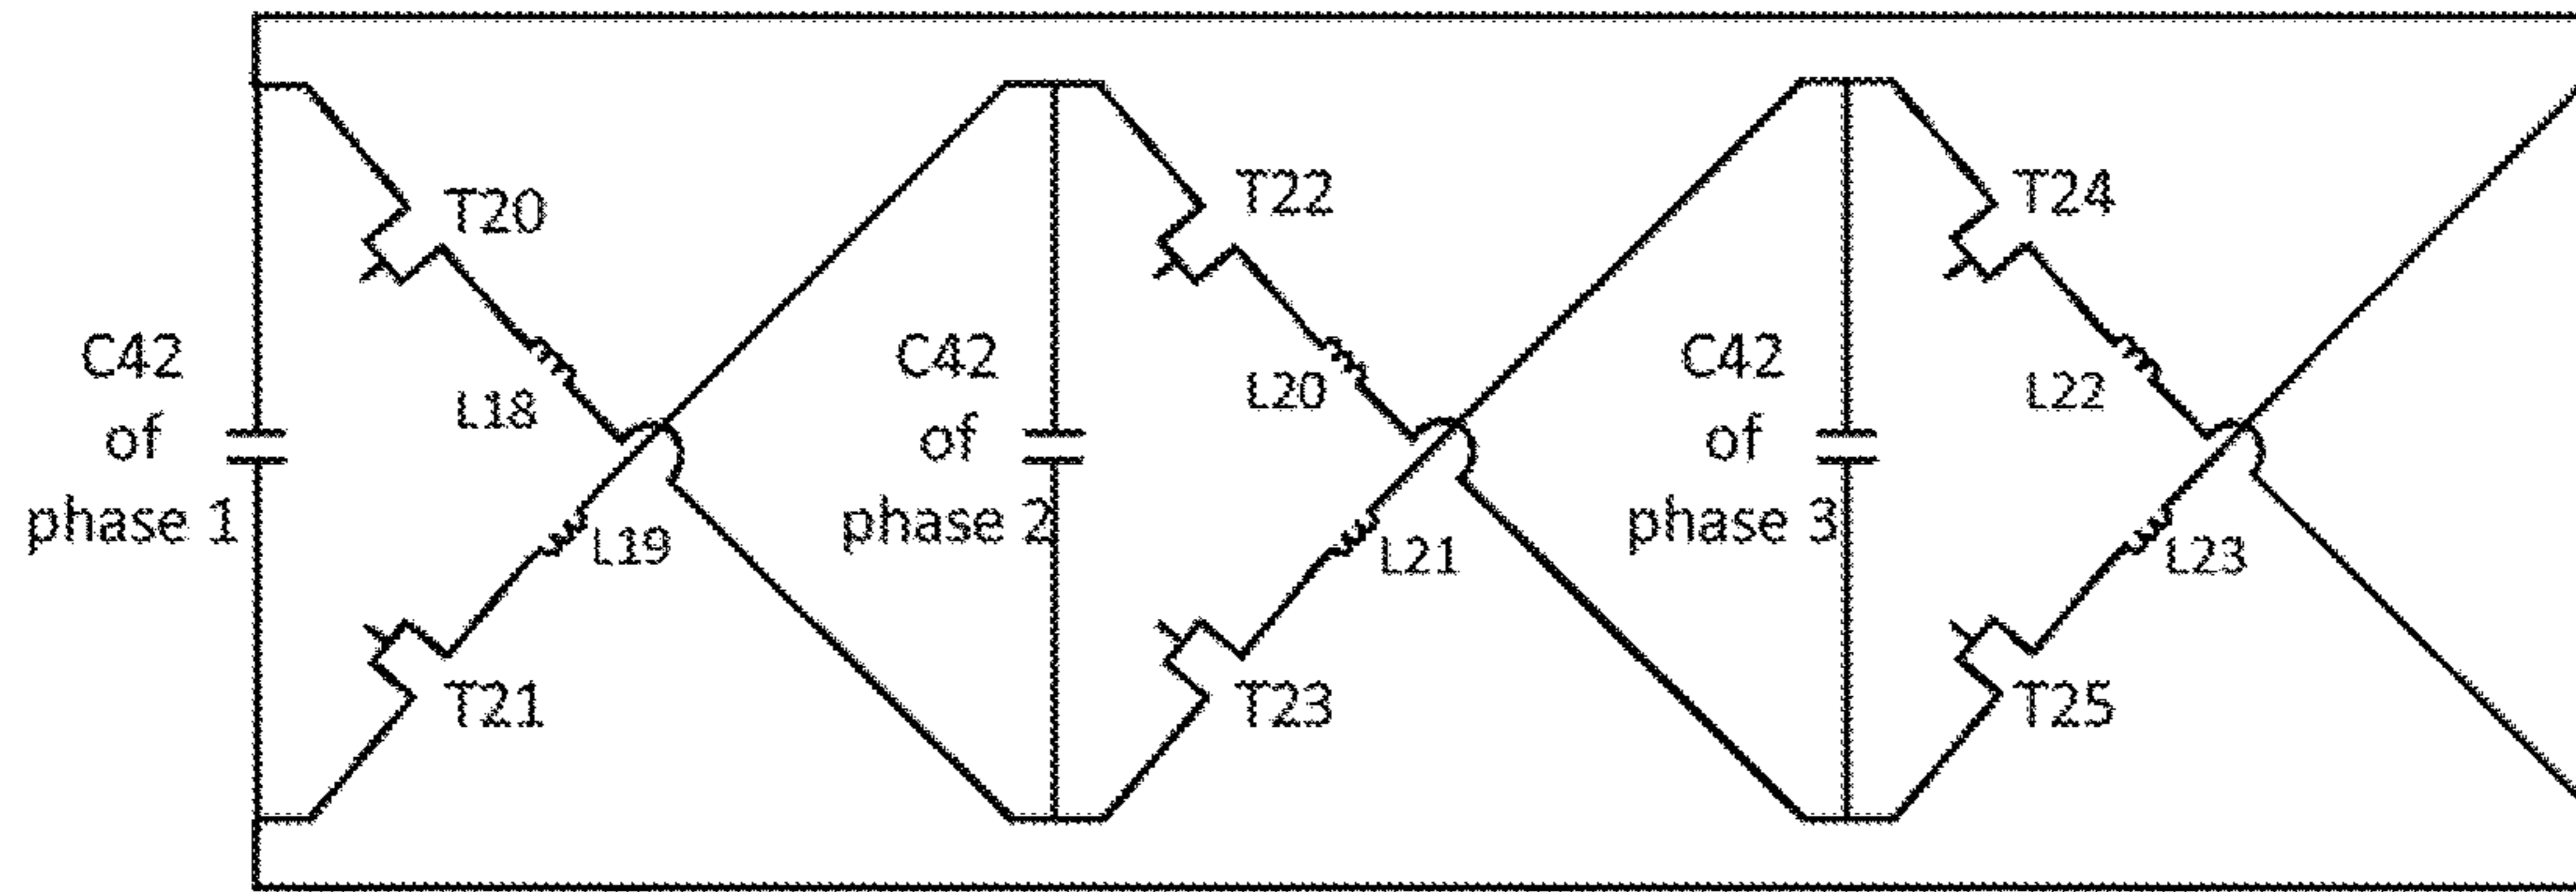 C42
of
phase 1
T20
L18
L19
T21
C42
of
phase 2
T22
L20
L21
T23
C42
of
phase 3
T24
L22
L23
T25